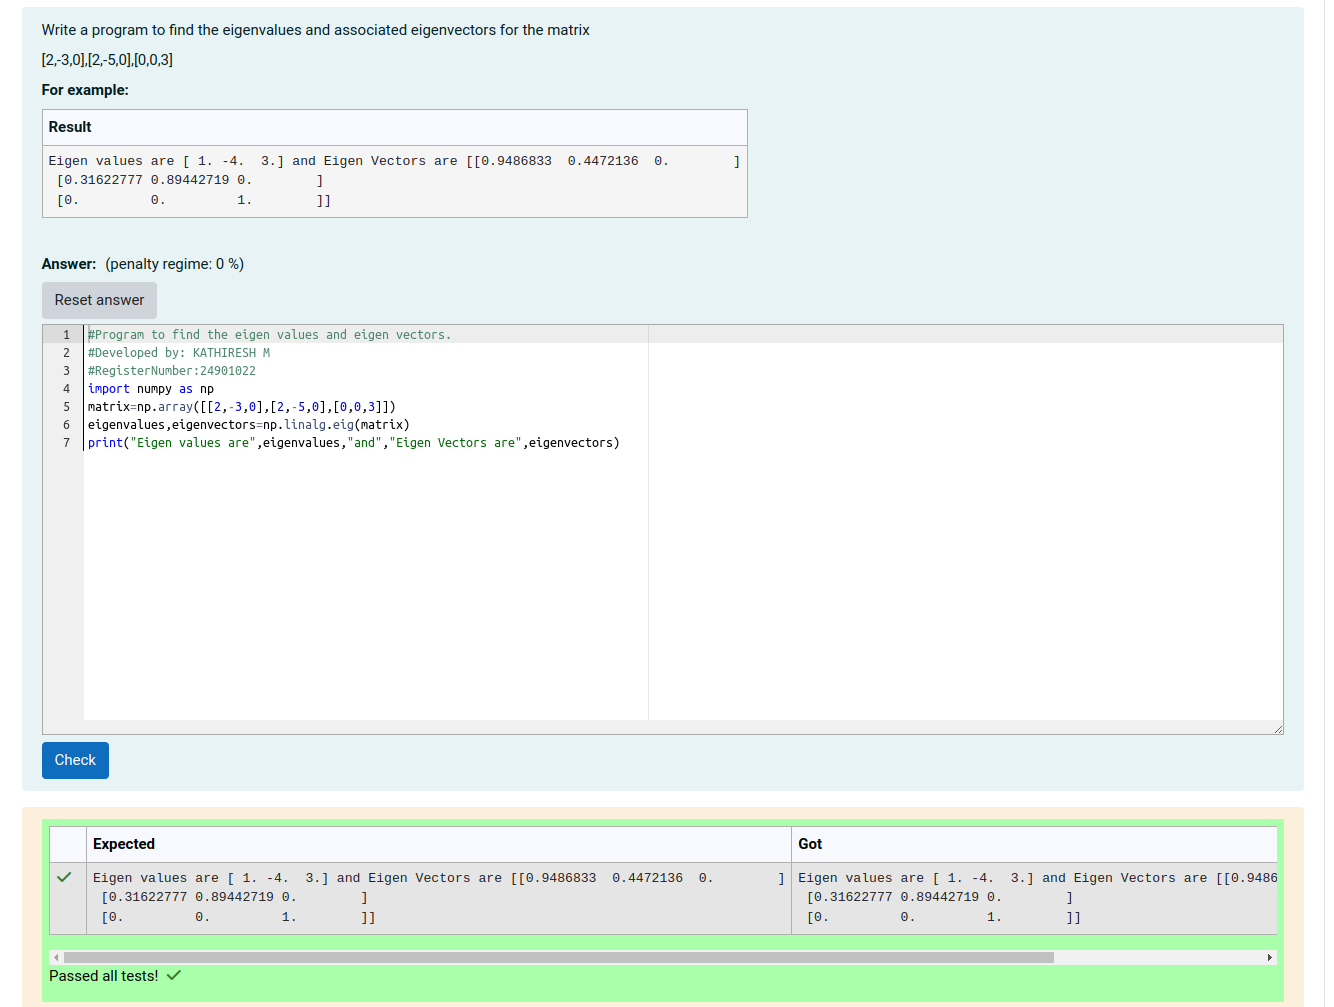 Write a program to find the eigenvalues and associated eigenvectors for the matrix
[2,-3,0],[2,-5,0],[0,0,3]
For example:
Result
Eigen values are [ 1. -4.  3.] and Eigen Vectors are [[0.9486833  0.4472136  0.        ]
 [0.31622777 0.89442719 0.        ]
 [0.         0.         1.        ]]
Answer: (penalty regime: 0 %)
Reset answer
1 #Program to find the eigen values and eigen vectors.
2 #Developed by: KATHIRESH M
3 #RegisterNumber:24901022
4 import numpy as np
5 matrix=np.array([[2,-3,0],[2,-5,0],[0,0,3]])
6 eigenvalues,eigenvectors=np.linalg.eig(matrix)
7 print("Eigen values are",eigenvalues,"and","Eigen Vectors are",eigenvectors)
Check
Expected
Eigen values are [ 1. -4.  3.] and Eigen Vectors are [[0.9486833  0.4472136  0.        ]
 [0.31622777 0.89442719 0.        ]
 [0.         0.         1.        ]]
Got
Eigen values are [ 1. -4.  3.] and Eigen Vectors are [[0.9486
 [0.31622777 0.89442719 0.        ]
 [0.         0.         1.        ]]
Passed all tests!